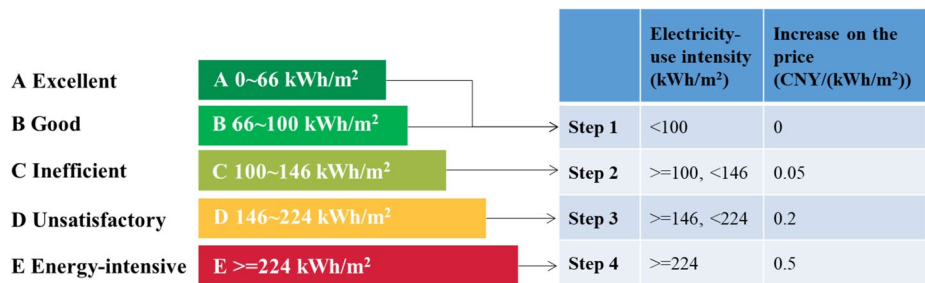 Electricity-
use intensity
(kWh/m²)
Increase on the
price
(CNY/(kWh/m²))
A Excellent
A 0~66 kWh/m²
B Good
B 66~100 kWh/m²
Step 1
<100
0
C Inefficient
C 100~146 kWh/m²
Step 2
>=100, <146
0.05
D Unsatisfactory
D 146~224 kWh/m²
Step 3
>=146, <224
0.2
E Energy-intensive
E >=224 kWh/m²
Step 4
>=224
0.5